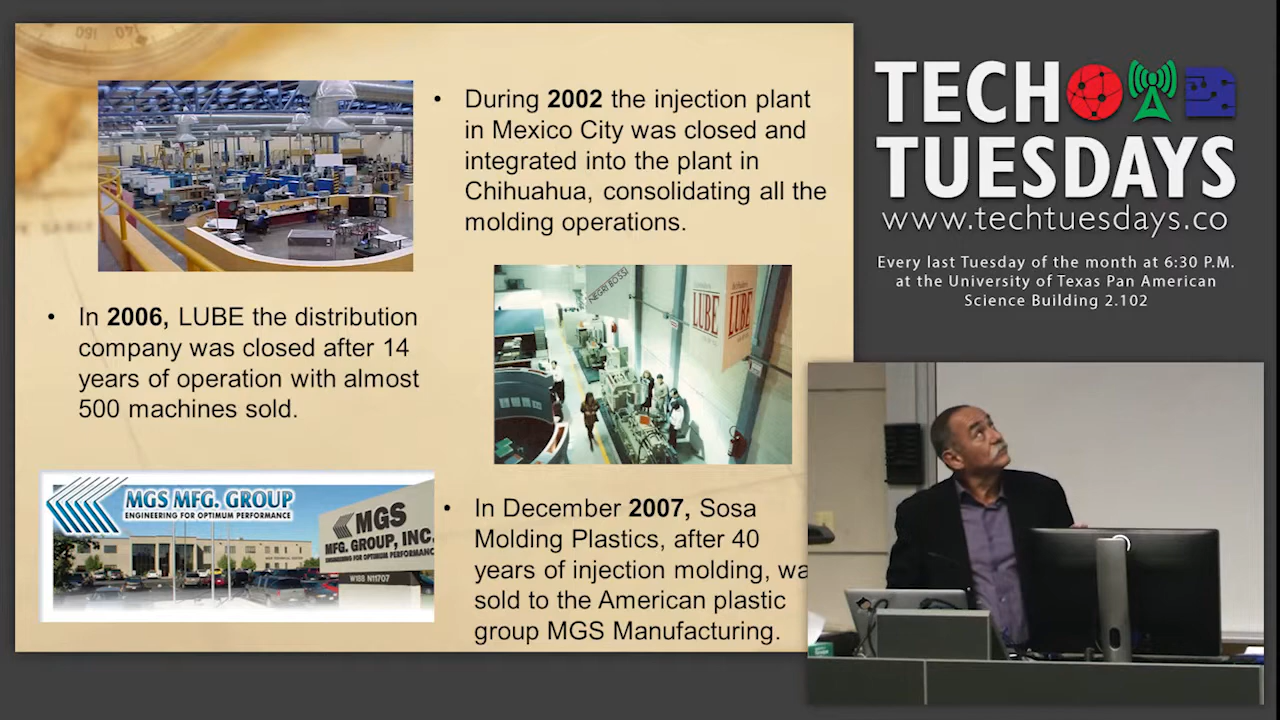 During 2002 the injection plant
in Mexico City was closed and
integrated into the plant in
Chihuahua, consolidating all the
molding operations.
In 2006, LUBE the distribution
company was closed after 14
years of operation with almost
500 machines sold.
NEGRI BOSSI
LUBE
LUBE
MGS MFG. GROUP
ENGINEERING FOR OPTIMUM PERFORMANCE
MGS
MFG. GROUP, INC.
ENGINEERING FOR OPTIMUM PERFORMANC
W188 N11707
In December 2007, Sosa
Molding Plastics, after 40
years of injection molding, wa
sold to the American plastic
group MGS Manufacturing.
TECH
TUESDAYS
www.techtuesdays.co
Every last Tuesday of the month at 6:30 P.M.
at the University of Texas Pan American
Science Building 2.102